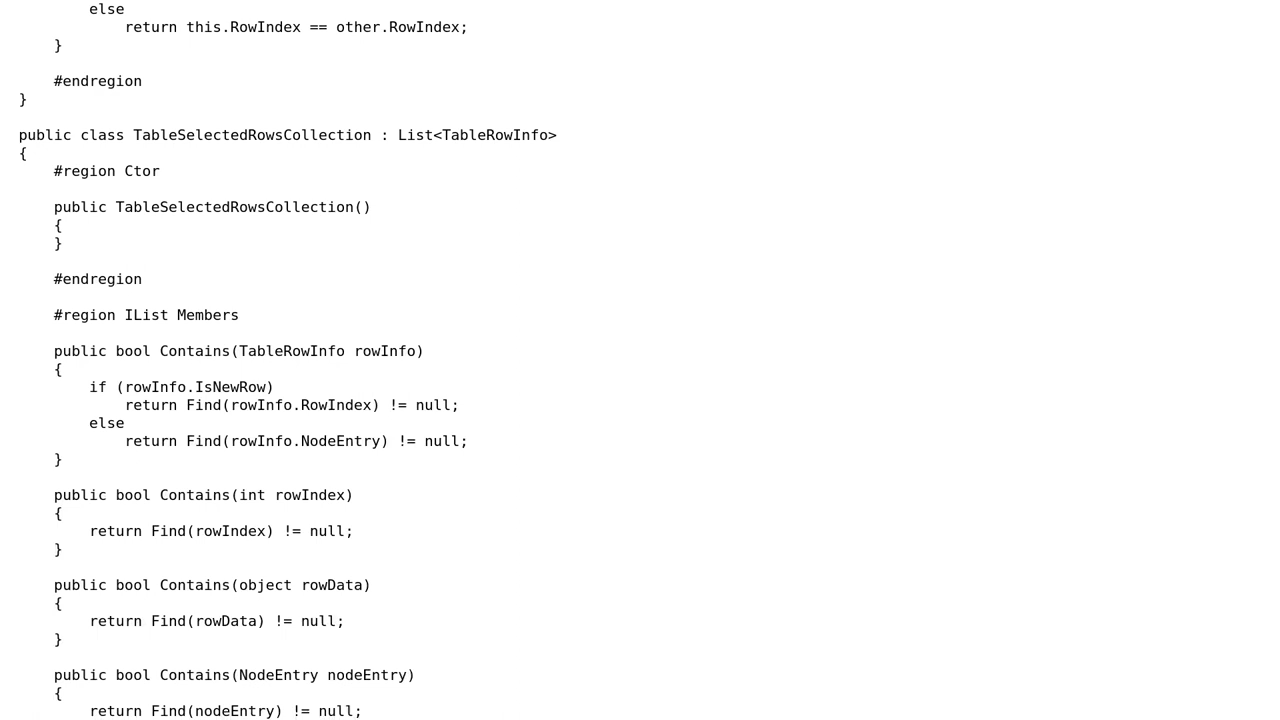 else
            return this.RowIndex == other.RowIndex;
    }

    #endregion
}

public class TableSelectedRowsCollection : List<TableRowInfo>
{
    #region Ctor

    public TableSelectedRowsCollection()
    {
    }

    #endregion

    #region IList Members

    public bool Contains(TableRowInfo rowInfo)
    {
        if (rowInfo.IsNewRow)
            return Find(rowInfo.RowIndex) != null;
        else
            return Find(rowInfo.NodeEntry) != null;
    }

    public bool Contains(int rowIndex)
    {
        return Find(rowIndex) != null;
    }

    public bool Contains(object rowData)
    {
        return Find(rowData) != null;
    }

    public bool Contains(NodeEntry nodeEntry)
    {
        return Find(nodeEntry) != null;